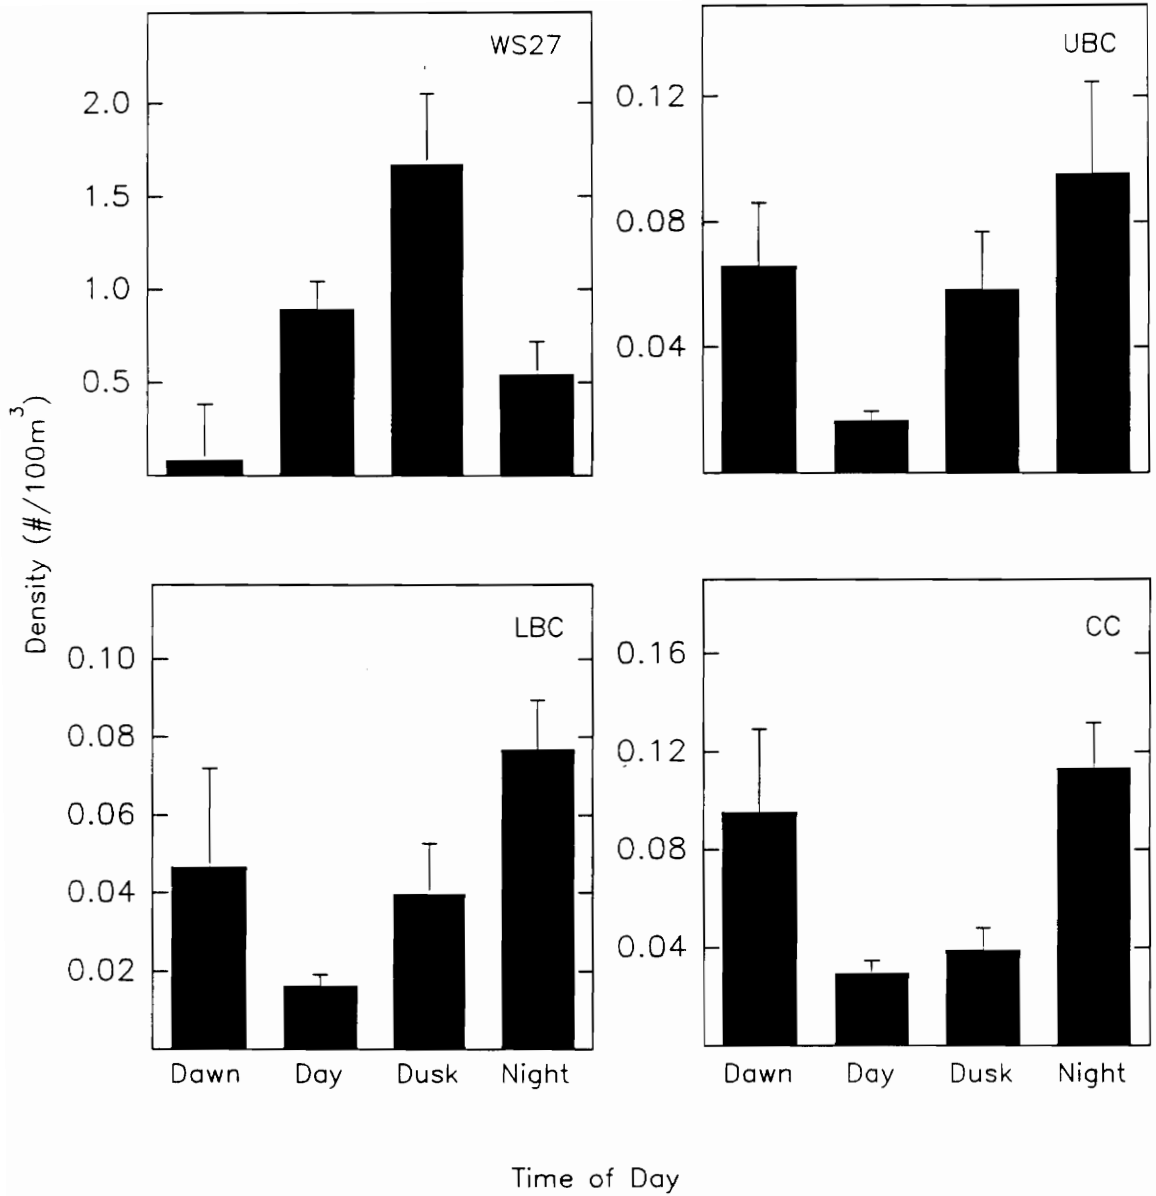 WS27
2.0
1.5
1.0
0.5
UBC
0.12
0.08
0.04
Density (#/100m³)
LBC
0.10
0.08
0.06
0.04
0.02
Dawn Day Dusk Night
CC
0.16
0.12
0.08
0.04
Dawn Day Dusk Night
Time of Day